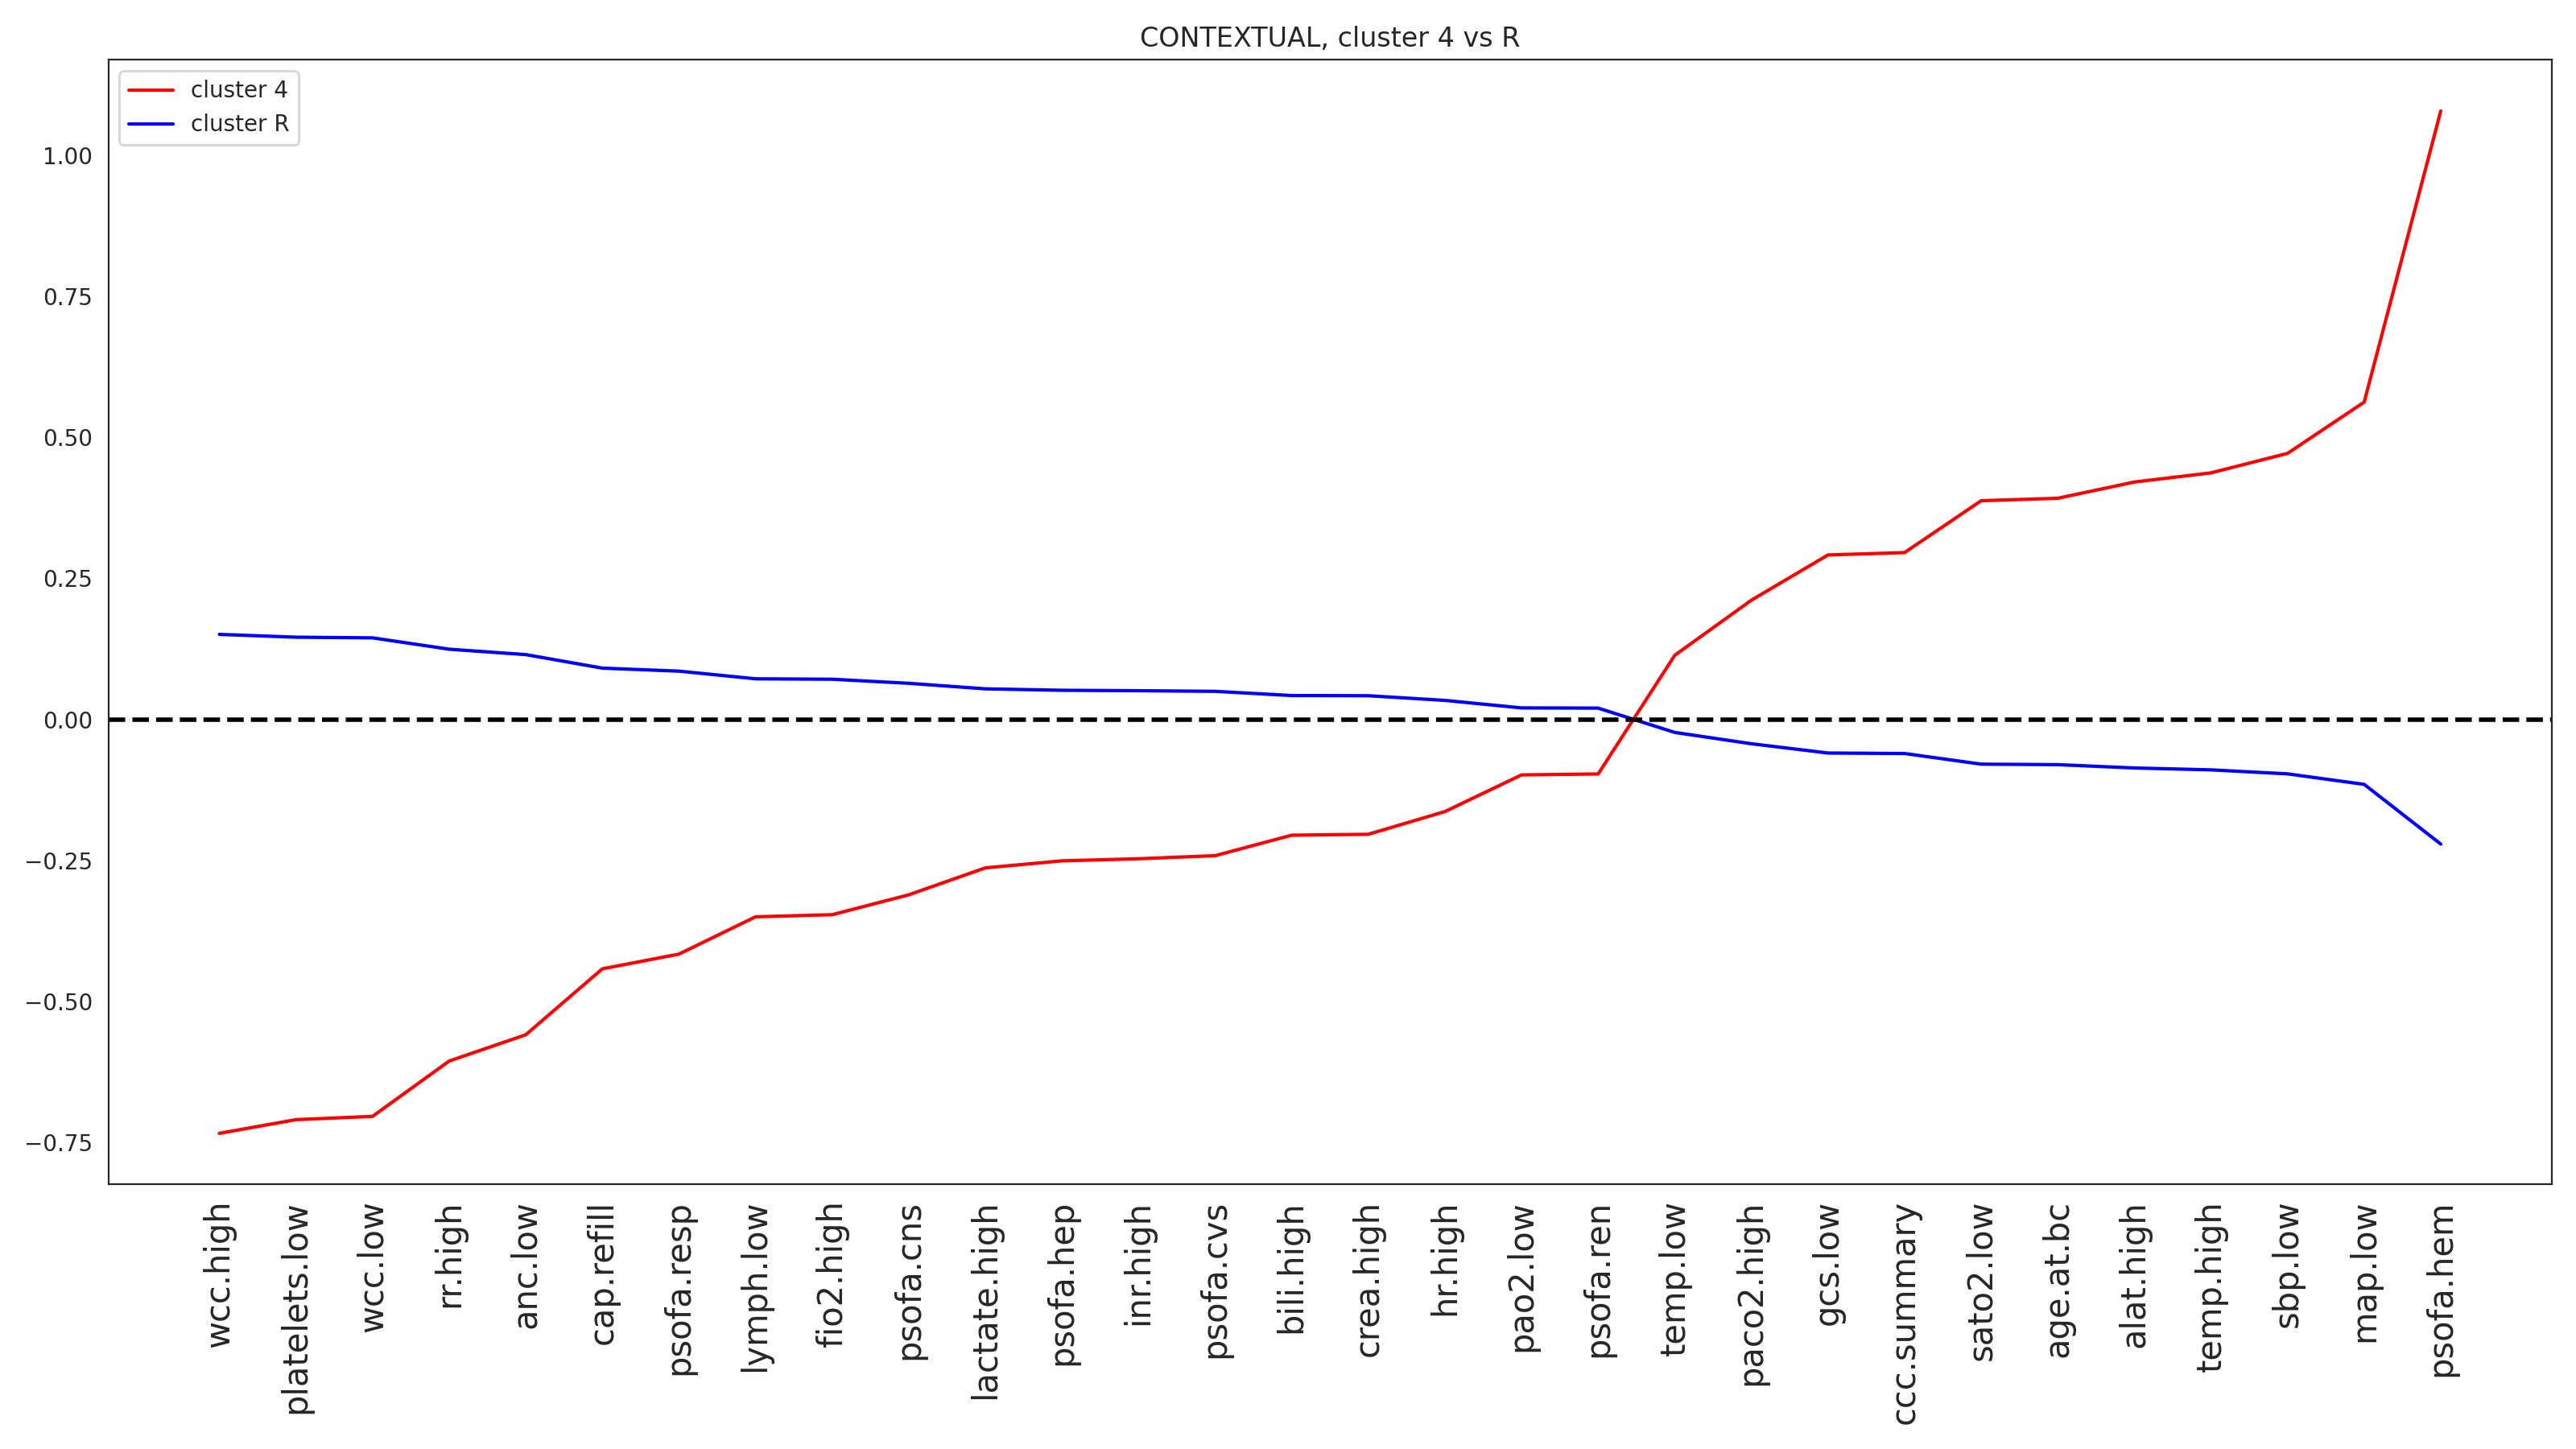 CONTEXTUAL, cluster 4 vs R
cluster 4
cluster R
1.00
0.75
0.50
0.25
0.00
−0.25
−0.50
−0.75
wcc.high
platelets.low
wcc.low
rr.high
anc.low
cap.refill
psofa.resp
lymph.low
fio2.high
psofa.cns
lactate.high
psofa.hep
inr.high
psofa.cvs
bili.high
crea.high
hr.high
pao2.low
psofa.ren
temp.low
paco2.high
gcs.low
ccc.summary
sato2.low
age.at.bc
alat.high
temp.high
sbp.low
map.low
psofa.hem